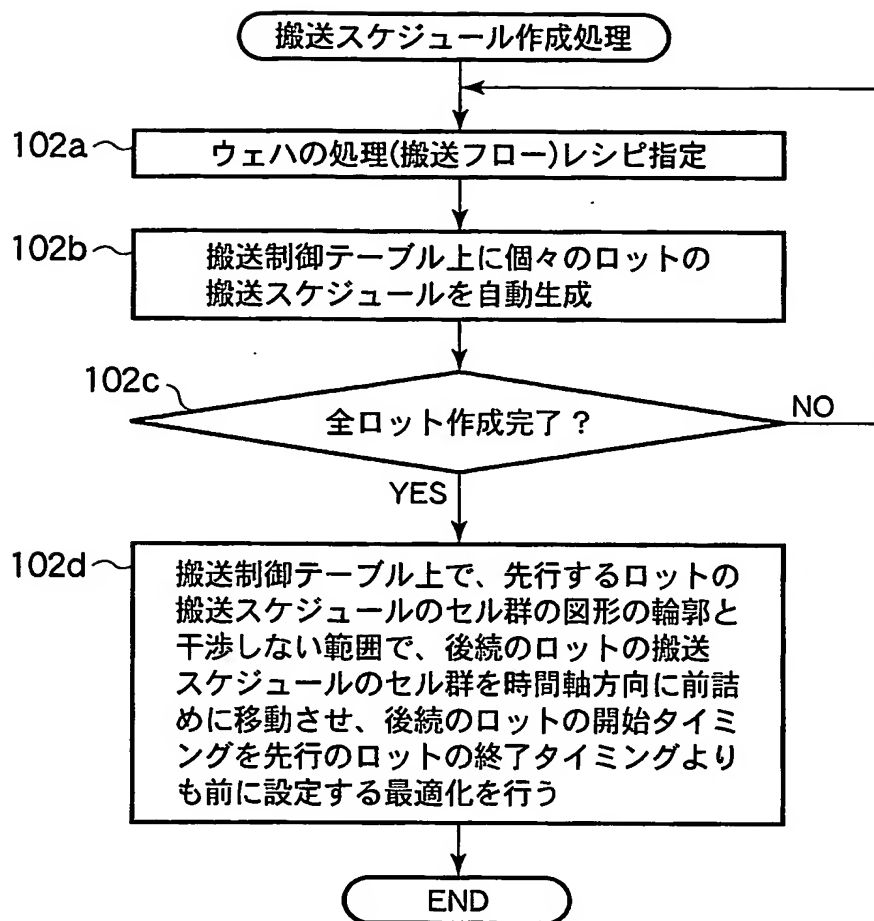 搬送スケジュール作成処理
102a
ウェハの処理(搬送フロー)レシピ指定
102b
搬送制御テーブル上に個々のロットの
搬送スケジュールを自動生成
102c
全ロット作成完了？
NO
YES
102d
搬送制御テーブル上で、先行するロットの
搬送スケジュールのセル群の図形の輪郭と
干渉しない範囲で、後続のロットの搬送
スケジュールのセル群を時間軸方向に前詰
めに移動させ、後続のロットの開始タイミ
ングを先行のロットの終了タイミングより
も前に設定する最適化を行う
END